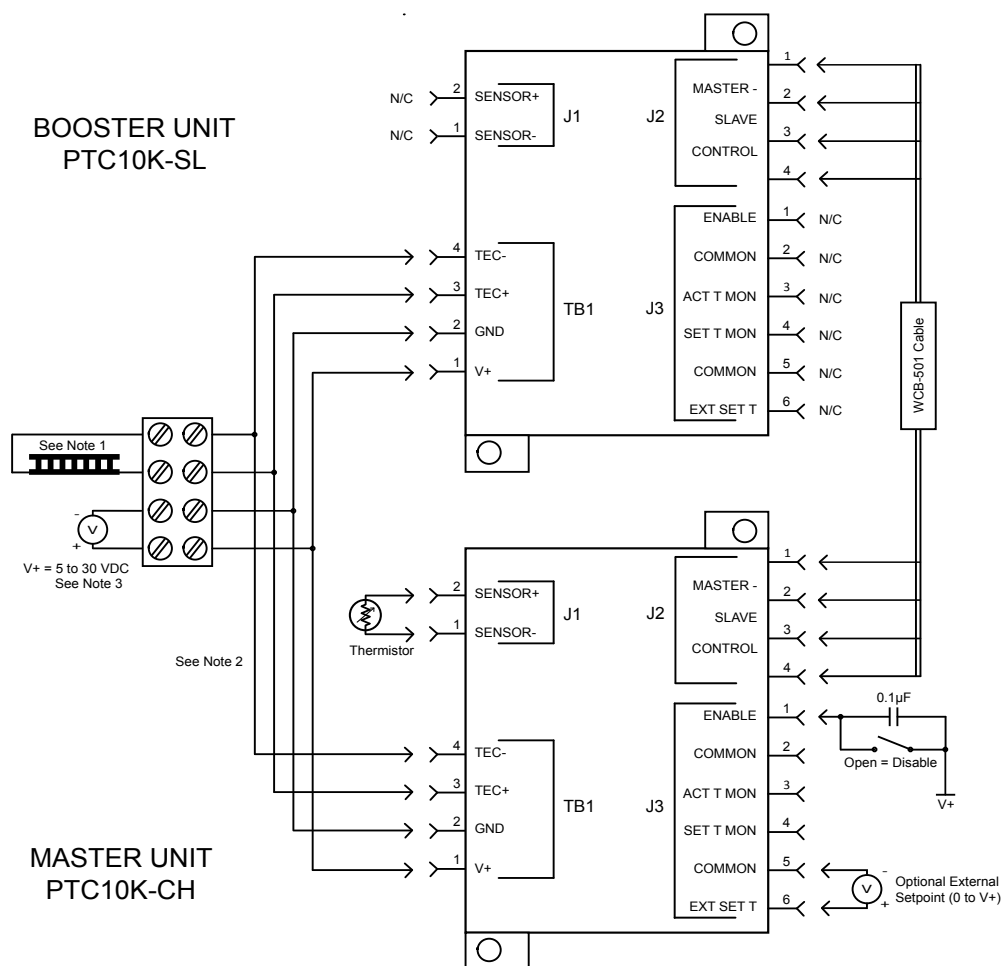 BOOSTER UNIT
PTC10K-SL
N/C 2 SENSOR+
N/C 1 SENSOR-
J1
J2
MASTER -
SLAVE
CONTROL
1
2
3
4
4 TEC-
3 TEC+
2 GND
1 V+
TB1
J3
ENABLE 1 N/C
COMMON 2 N/C
ACT T MON 3 N/C
SET T MON 4 N/C
COMMON 5 N/C
EXT SET T 6 N/C
WCB-501 Cable
See Note 1
-
V
+
V+ = 5 to 30 VDC
See Note 3
See Note 2
Thermistor
2 SENSOR+
1 SENSOR-
J1
J2
MASTER -
SLAVE
CONTROL
1
2
3
4
4 TEC-
3 TEC+
2 GND
1 V+
TB1
J3
ENABLE 1
COMMON 2
ACT T MON 3
SET T MON 4
COMMON 5
EXT SET T 6
0.1µF
Open = Disable
V+
-
V
+
Optional External
Setpoint (0 to V+)
MASTER UNIT
PTC10K-CH